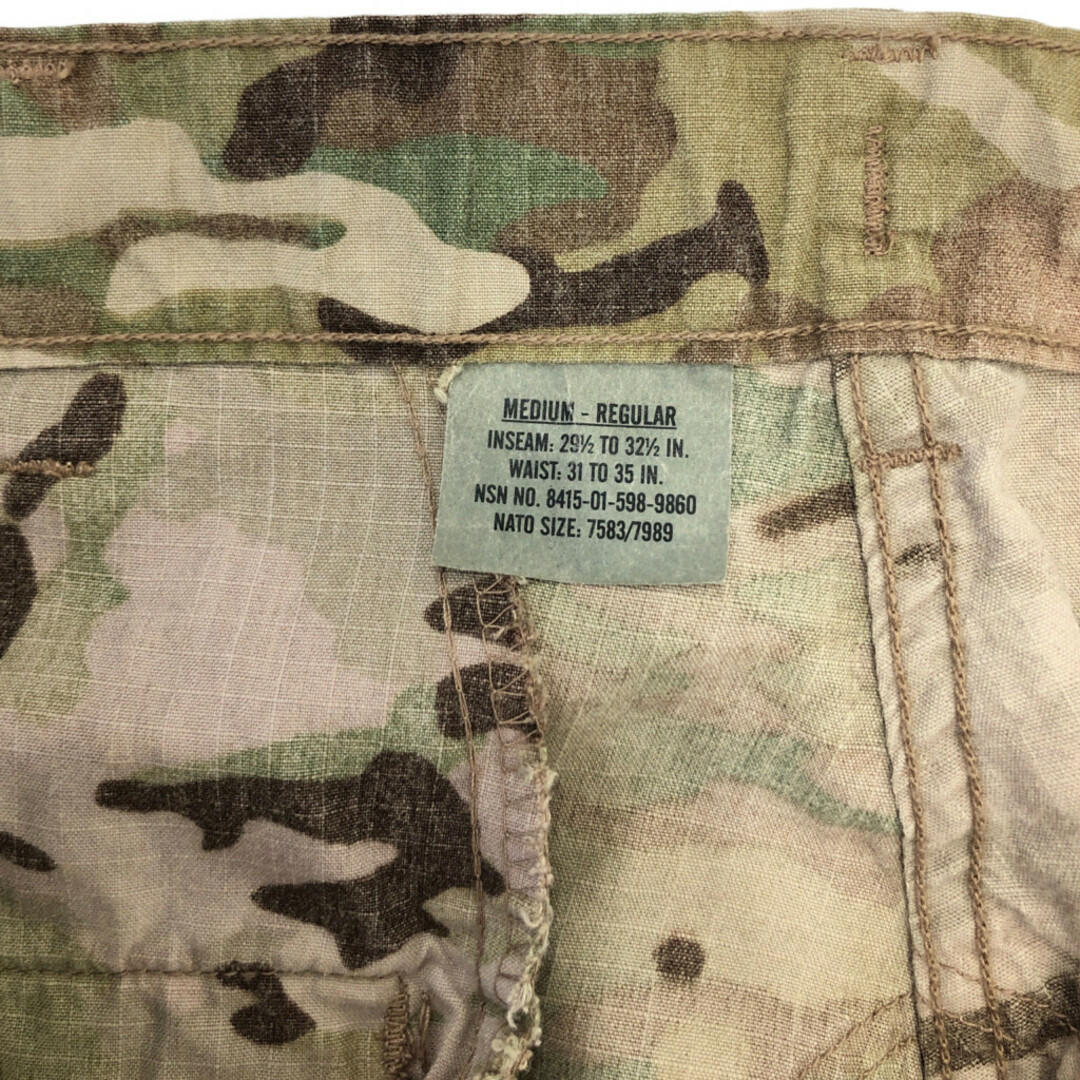 MEDIUM - REGULAR
INSEAM: 29½ TO 32½ IN.
WAIST: 31 TO 35 IN.
NSN NO. 8415-01-598-9860
NATO SIZE: 7583/7989